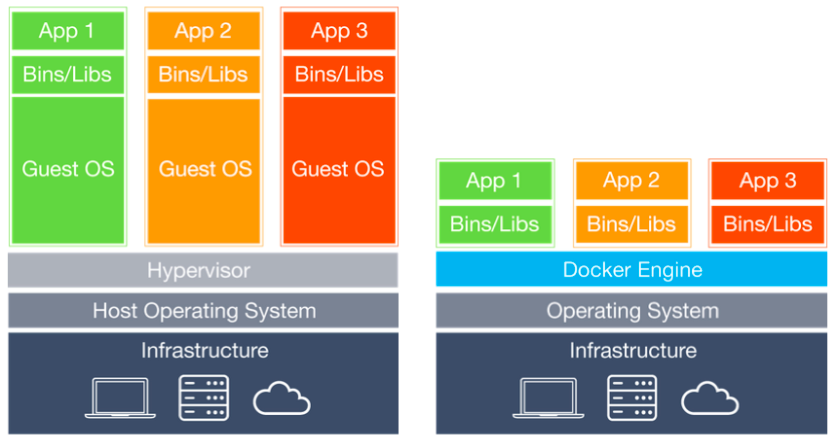 App 1
App 2
App 3
Bins/Libs
Bins/Libs
Bins/Libs
Guest OS
Guest OS
Guest OS
Hypervisor
Host Operating System
Infrastructure
App 1
App 2
App 3
Bins/Libs
Bins/Libs
Bins/Libs
Docker Engine
Operating System
Infrastructure